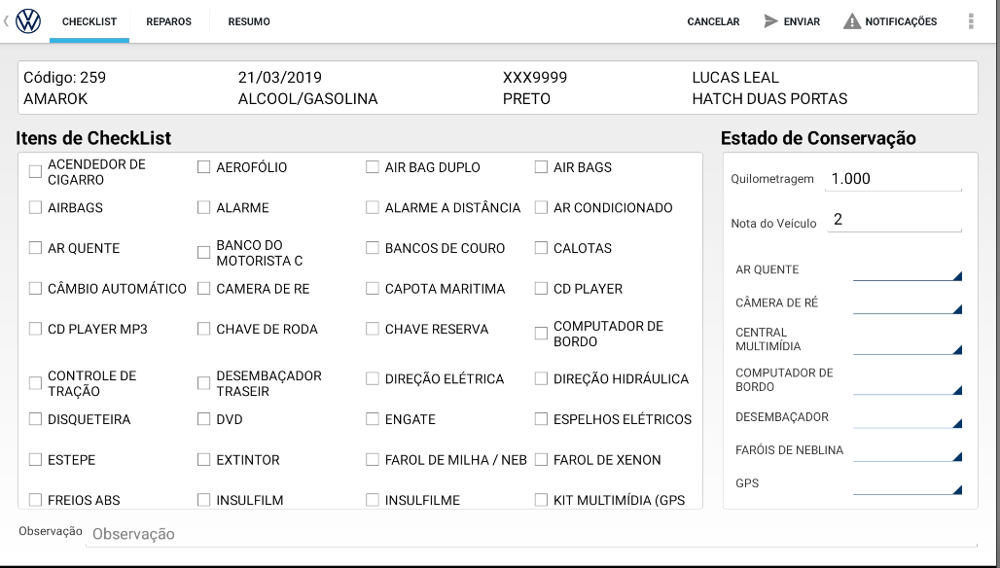 CHECKLIST REPAROS RESUMO CANCELAR ENVIAR NOTIFICAÇÕES
Código: 259 21/03/2019 XXX9999 LUCAS LEAL
AMAROK ALCOOL/GASOLINA PRETO HATCH DUAS PORTAS
Itens de CheckList
ACENDEDOR DE
CIGARRO
AEROFÓLIO
AIR BAG DUPLO
AIR BAGS
AIRBAGS
ALARME
ALARME A DISTÂNCIA
AR CONDICIONADO
AR QUENTE
BANCO DO
MOTORISTA C
BANCOS DE COURO
CALOTAS
CÂMBIO AUTOMÁTICO
CAMERA DE RE
CAPOTA MARITIMA
CD PLAYER
CD PLAYER MP3
CHAVE DE RODA
CHAVE RESERVA
COMPUTADOR DE
BORDO
CONTROLE DE
TRAÇÃO
DESEMBAÇADOR
TRASEIR
DIREÇÃO ELÉTRICA
DIREÇÃO HIDRÁULICA
DISQUETEIRA
DVD
ENGATE
ESPELHOS ELÉTRICOS
ESTEPE
EXTINTOR
FAROL DE MILHA / NEB
FAROL DE XENON
FREIOS ABS
INSULFILM
INSULFILME
KIT MULTIMÍDIA (GPS
Estado de Conservação
Quilometragem 1.000
Nota do Veículo 2
AR QUENTE
CÂMERA DE RÉ
CENTRAL
MULTIMÍDIA
COMPUTADOR DE
BORDO
DESEMBAÇADOR
FARÓIS DE NEBLINA
GPS
Observação Observação